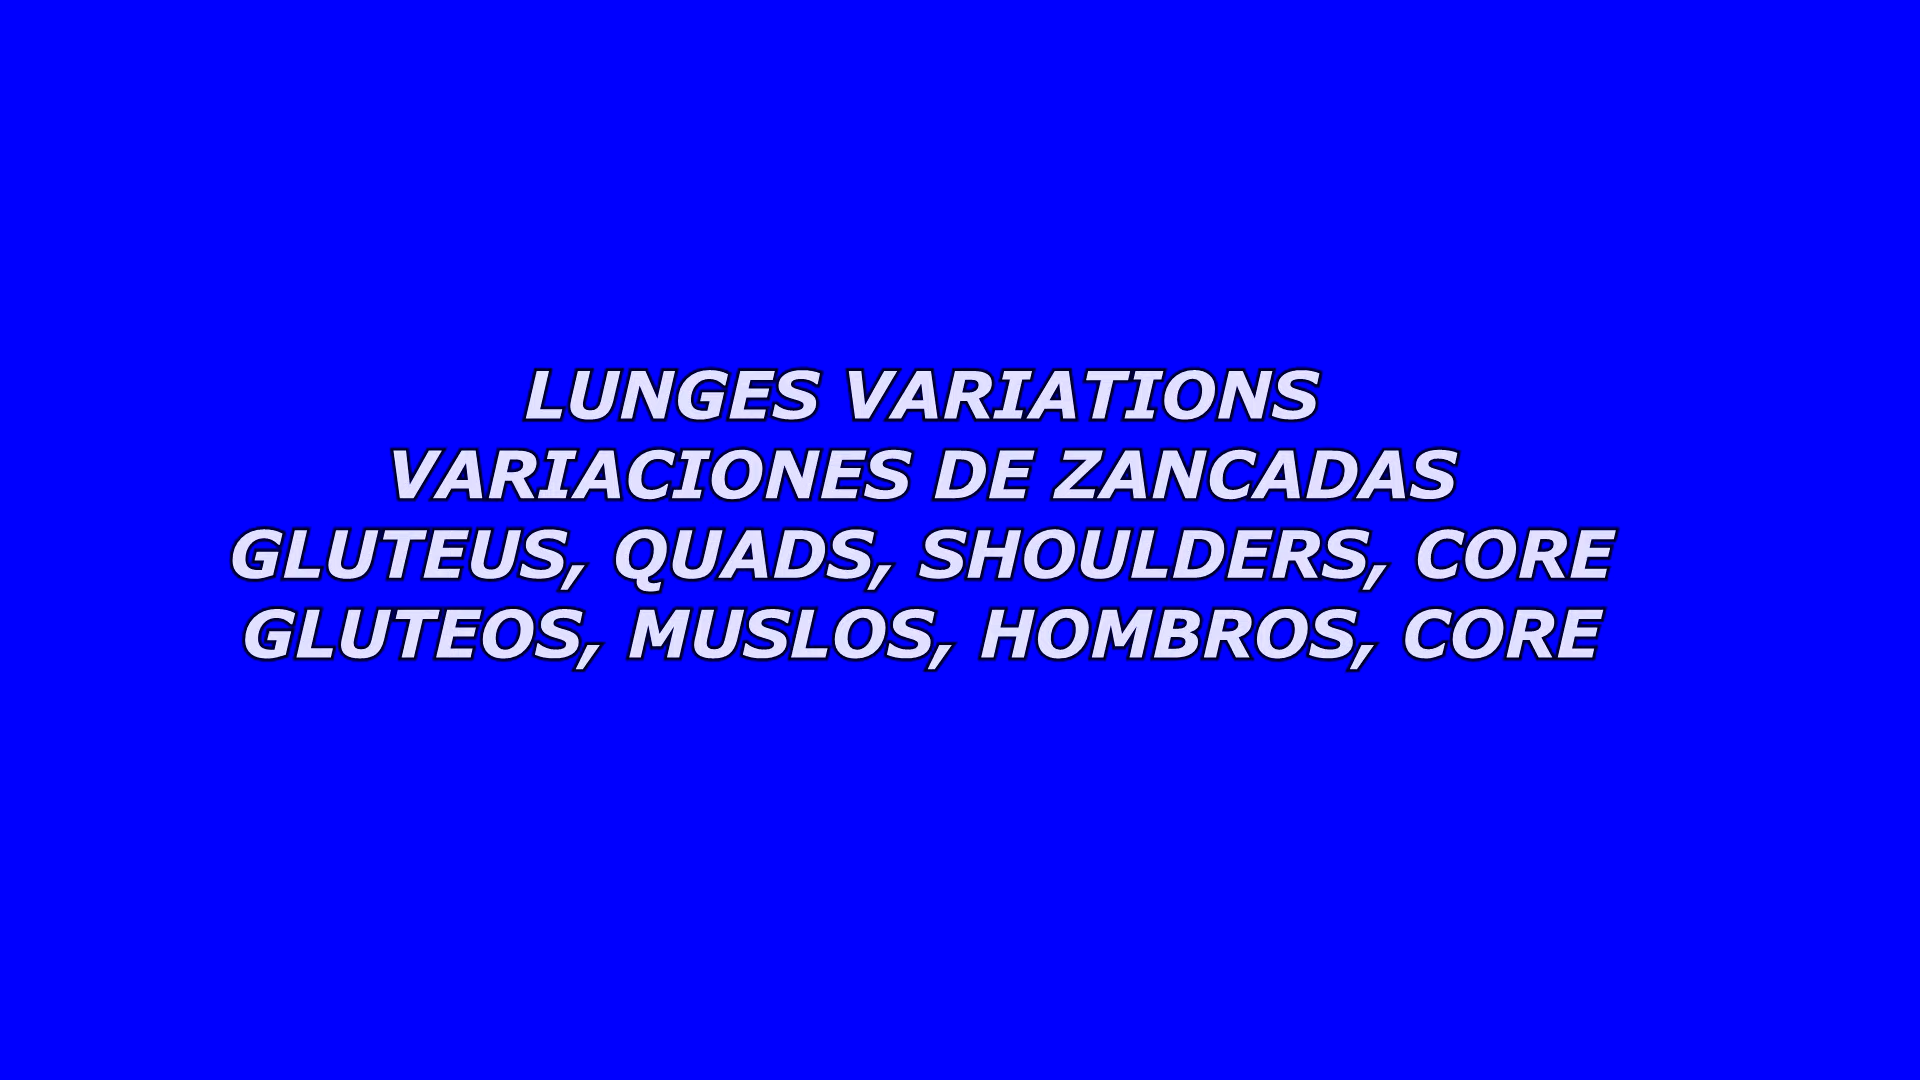 LUNGES VARIATIONS
VARIACIONES DE ZANCADAS
GLUTEUS, QUADS, SHOULDERS, CORE
GLUTEOS, MUSLOS, HOMBROS, CORE